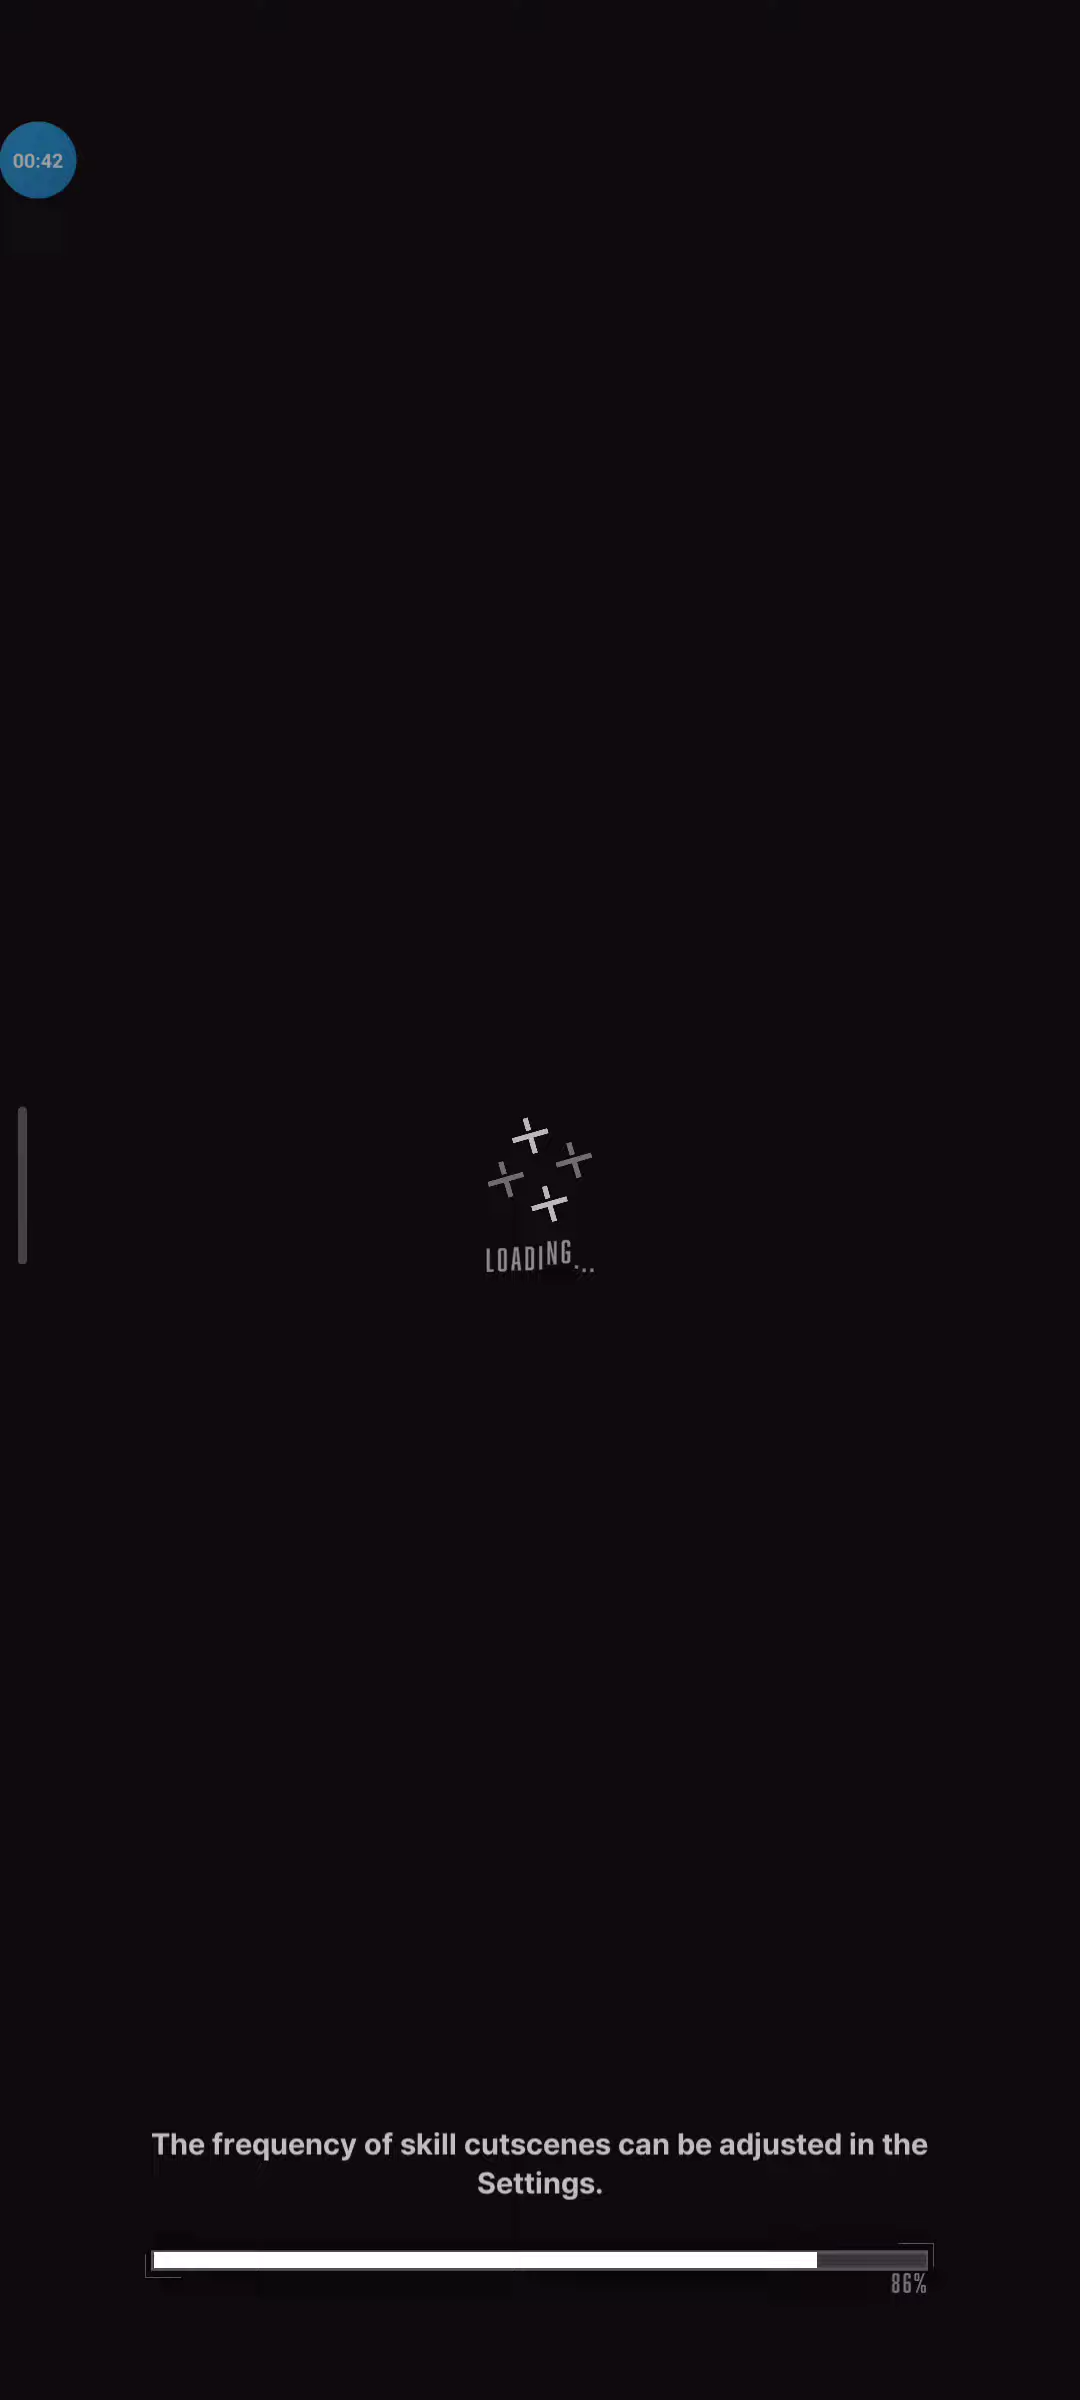 00:42
LOADING...
The frequency of skill cutscenes can be adjusted in the
Settings.
86%